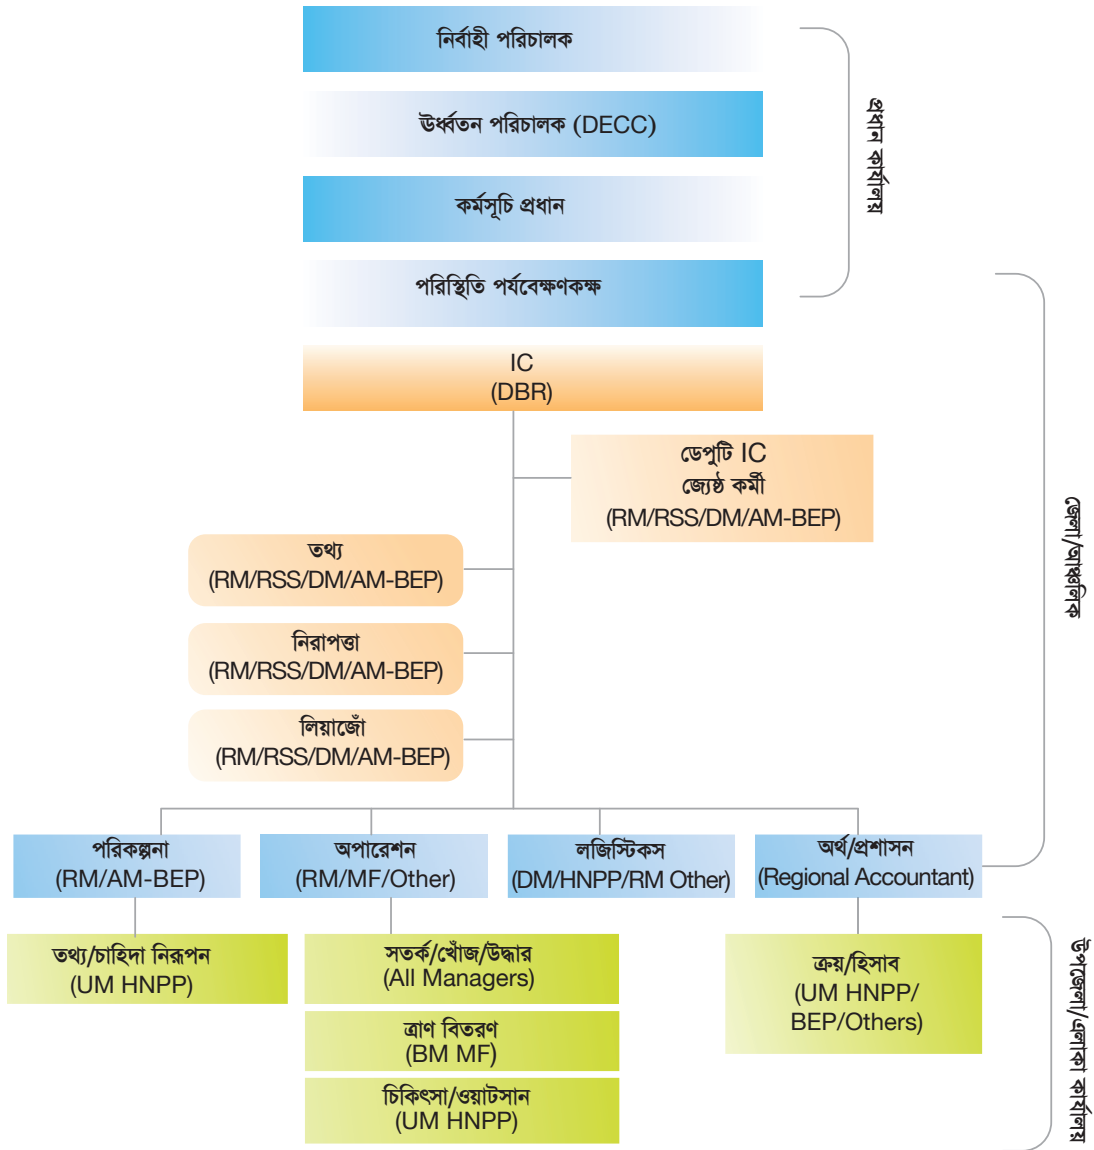 নির্বাহী পরিচালক
ঊর্ধ্বতন পরিচালক (DECC)
কর্মসূচি প্রধান
পরিস্থিতি পর্যবেক্ষণকক্ষ
প্রধান কার্যালয়
IC
(DBR)
ডেপুটি IC
জ্যেষ্ঠ কর্মী
(RM/RSS/DM/AM-BEP)
তথ্য
(RM/RSS/DM/AM-BEP)
নিরাপত্তা
(RM/RSS/DM/AM-BEP)
লিয়াজোঁ
(RM/RSS/DM/AM-BEP)
জেলা/আঞ্চলিক
পরিকল্পনা
(RM/AM-BEP)
অপারেশন
(RM/MF/Other)
লজিস্টিকস
(DM/HNPP/RM Other)
অর্থ/প্রশাসন
(Regional Accountant)
তথ্য/চাহিদা নিরূপন
(UM HNPP)
সতর্ক/খোঁজ/উদ্ধার
(All Managers)
ত্রাণ বিতরণ
(BM MF)
চিকিৎসা/ওয়াটসান
(UM HNPP)
ক্রয়/হিসাব
(UM HNPP/
BEP/Others)
উপজেলা/এলাকা কার্যালয়